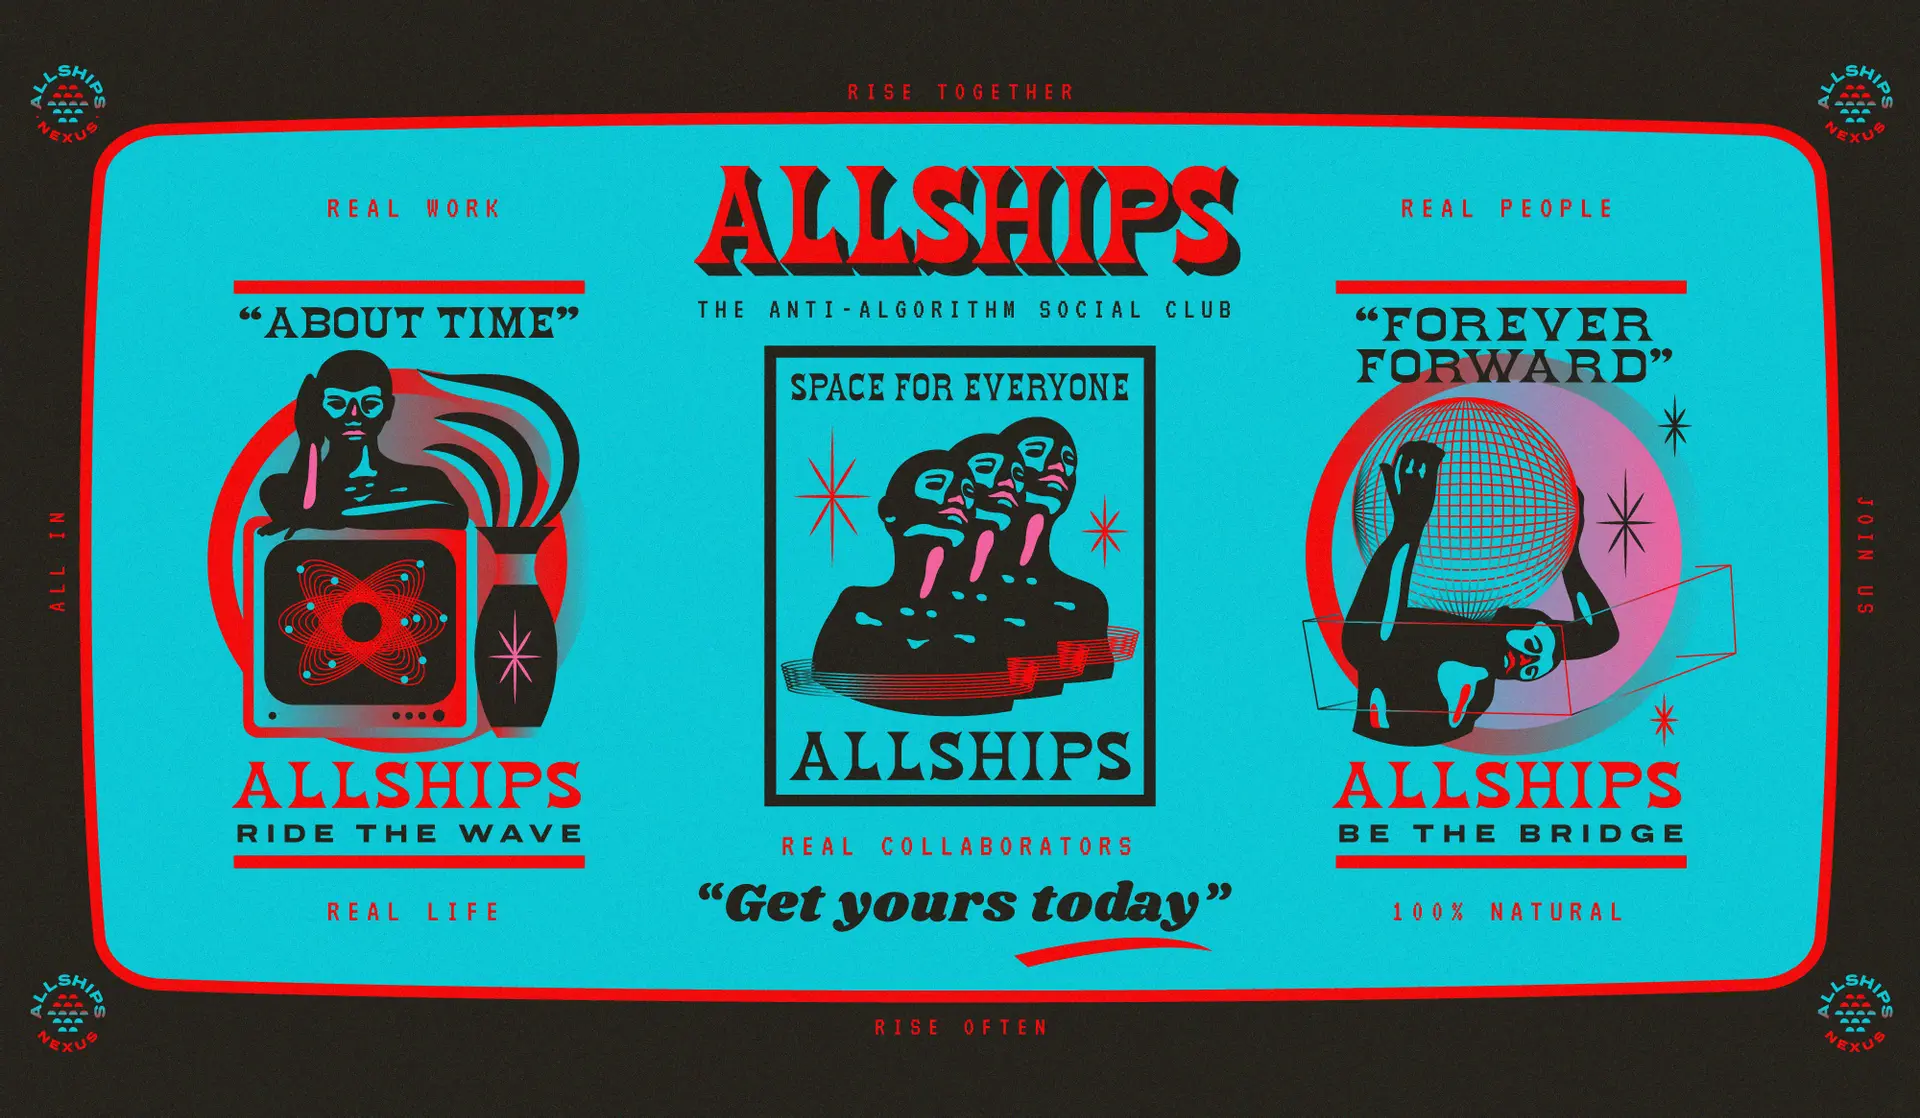 ALLSHIPS
NEXUS
RISE TOGETHER
ALLSHIPS
NEXUS
ALL IN
REAL WORK
“ABOUT TIME”
ALLSHIPS
RIDE THE WAVE
REAL LIFE
ALLSHIPS
THE ANTI-ALGORITHM SOCIAL CLUB
SPACE FOR EVERYONE
ALLSHIPS
REAL COLLABORATORS
“Get yours today”
REAL PEOPLE
“FOREVER
FORWARD”
ALLSHIPS
BE THE BRIDGE
100% NATURAL
JOIN US
ALLSHIPS
NEXUS
RISE OFTEN
ALLSHIPS
NEXUS